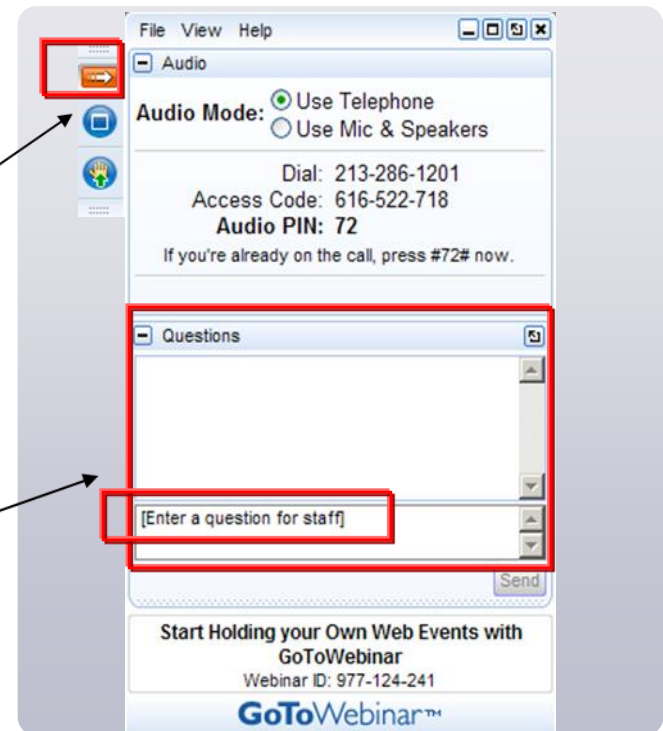 File View Help
Audio
Audio Mode: Use Telephone
Use Mic & Speakers
Dial: 213-286-1201
Access Code: 616-522-718
Audio PIN: 72
If you're already on the call, press #72# now.
Questions
[Enter a question for staff]
Send
Start Holding your Own Web Events with
GoToWebinar
Webinar ID: 977-124-241
GoToWebinar™